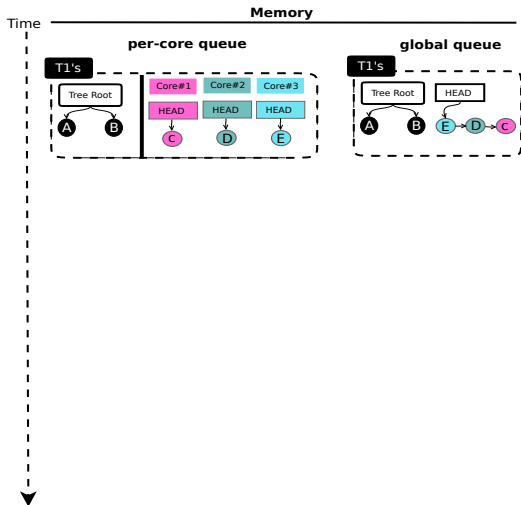 Memory
Time
per-core queue
global queue
T1's
T1's
Tree Root
Core#1
Core#2
Core#3
HEAD
HEAD
HEAD
A
B
C
D
E
Tree Root
HEAD
A
B
E
D
C